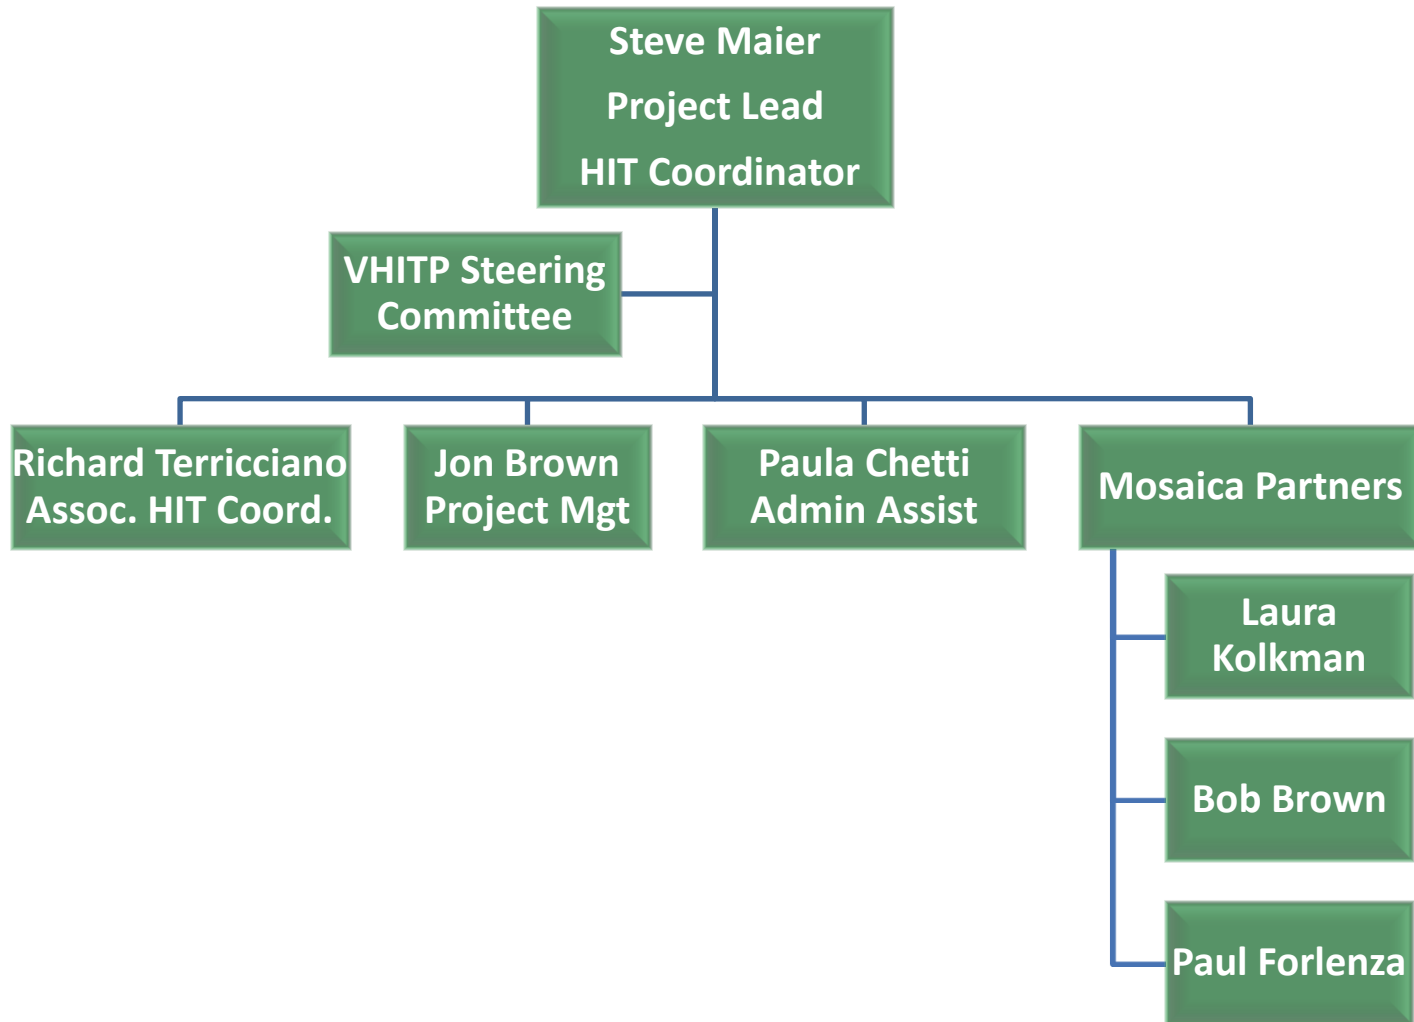 Steve Maier
Project Lead
HIT Coordinator
VHITP Steering
Committee
Richard Terricciano
Assoc. HIT Coord.
Jon Brown
Project Mgt
Paula Chetti
Admin Assist
Mosaica Partners
Laura
Kolkman
Bob Brown
Paul Forlenza